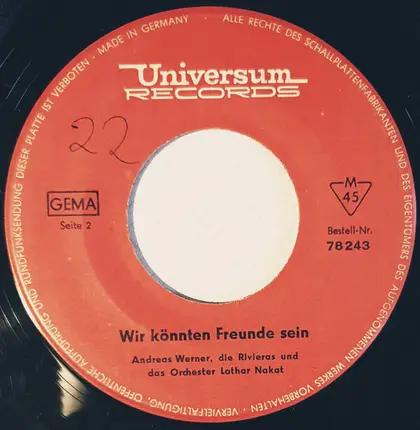 MADE IN GERMANY · ALLE RECHTE DES SCHALLPLATTENFABRIKANTEN UND DES EIGENTÜMERS DES AUFGENOMMENEN WERKES VORBEHALTEN · VERVIELFÄLTIGUNG, ÖFFENTLICHE AUFFÜHRUNG UND RUNDFUNKSENDUNG DIESER PLATTE IST VERBOTEN ·
Universum
RECORDS
22
GEMA
Seite 2
M
45
Bestell-Nr.
78243
Wir könnten Freunde sein
Andreas Werner, die Rivieras und
das Orchester Lothar Nakat